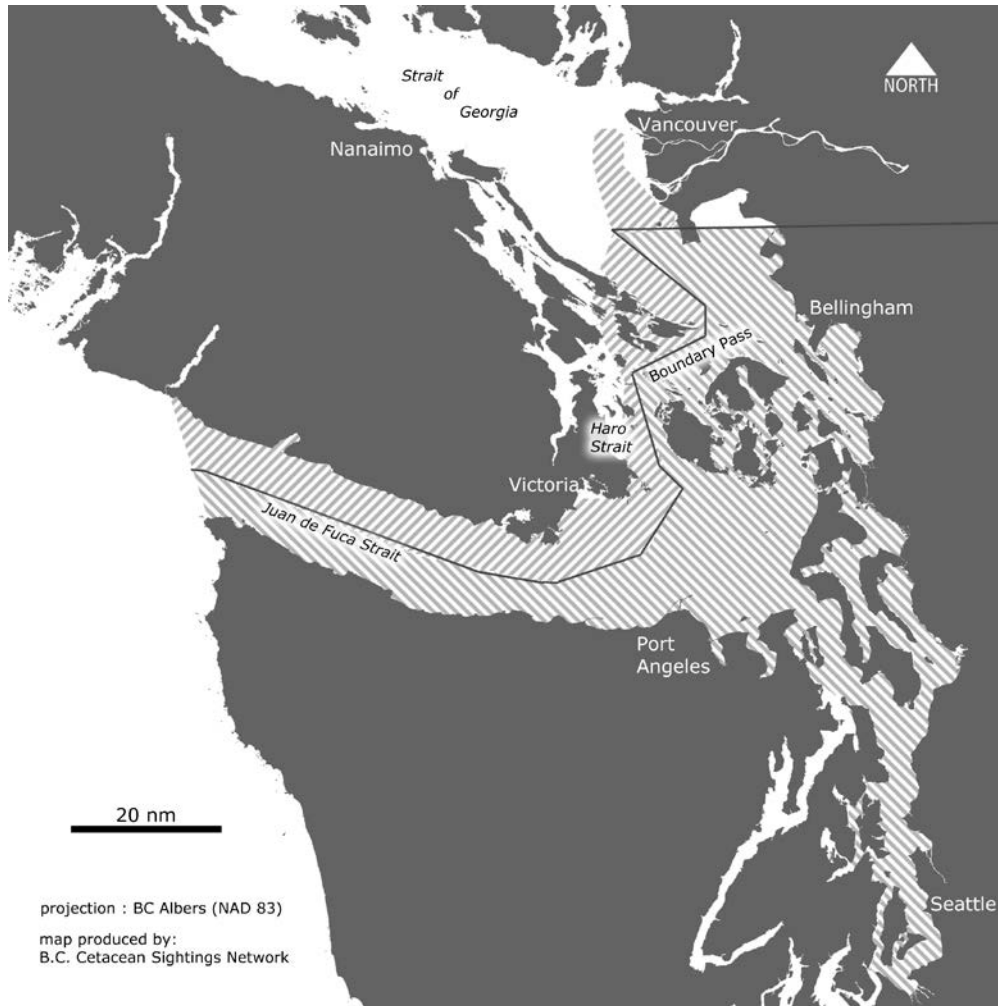 Strait
of
Georgia
NORTH
Vancouver
Nanaimo
Bellingham
Boundary Pass
Haro
Strait
Victoria
Juan de Fuca Strait
Port
Angeles
20 nm
Seattle
projection : BC Albers (NAD 83)
map produced by:
B.C. Cetacean Sightings Network